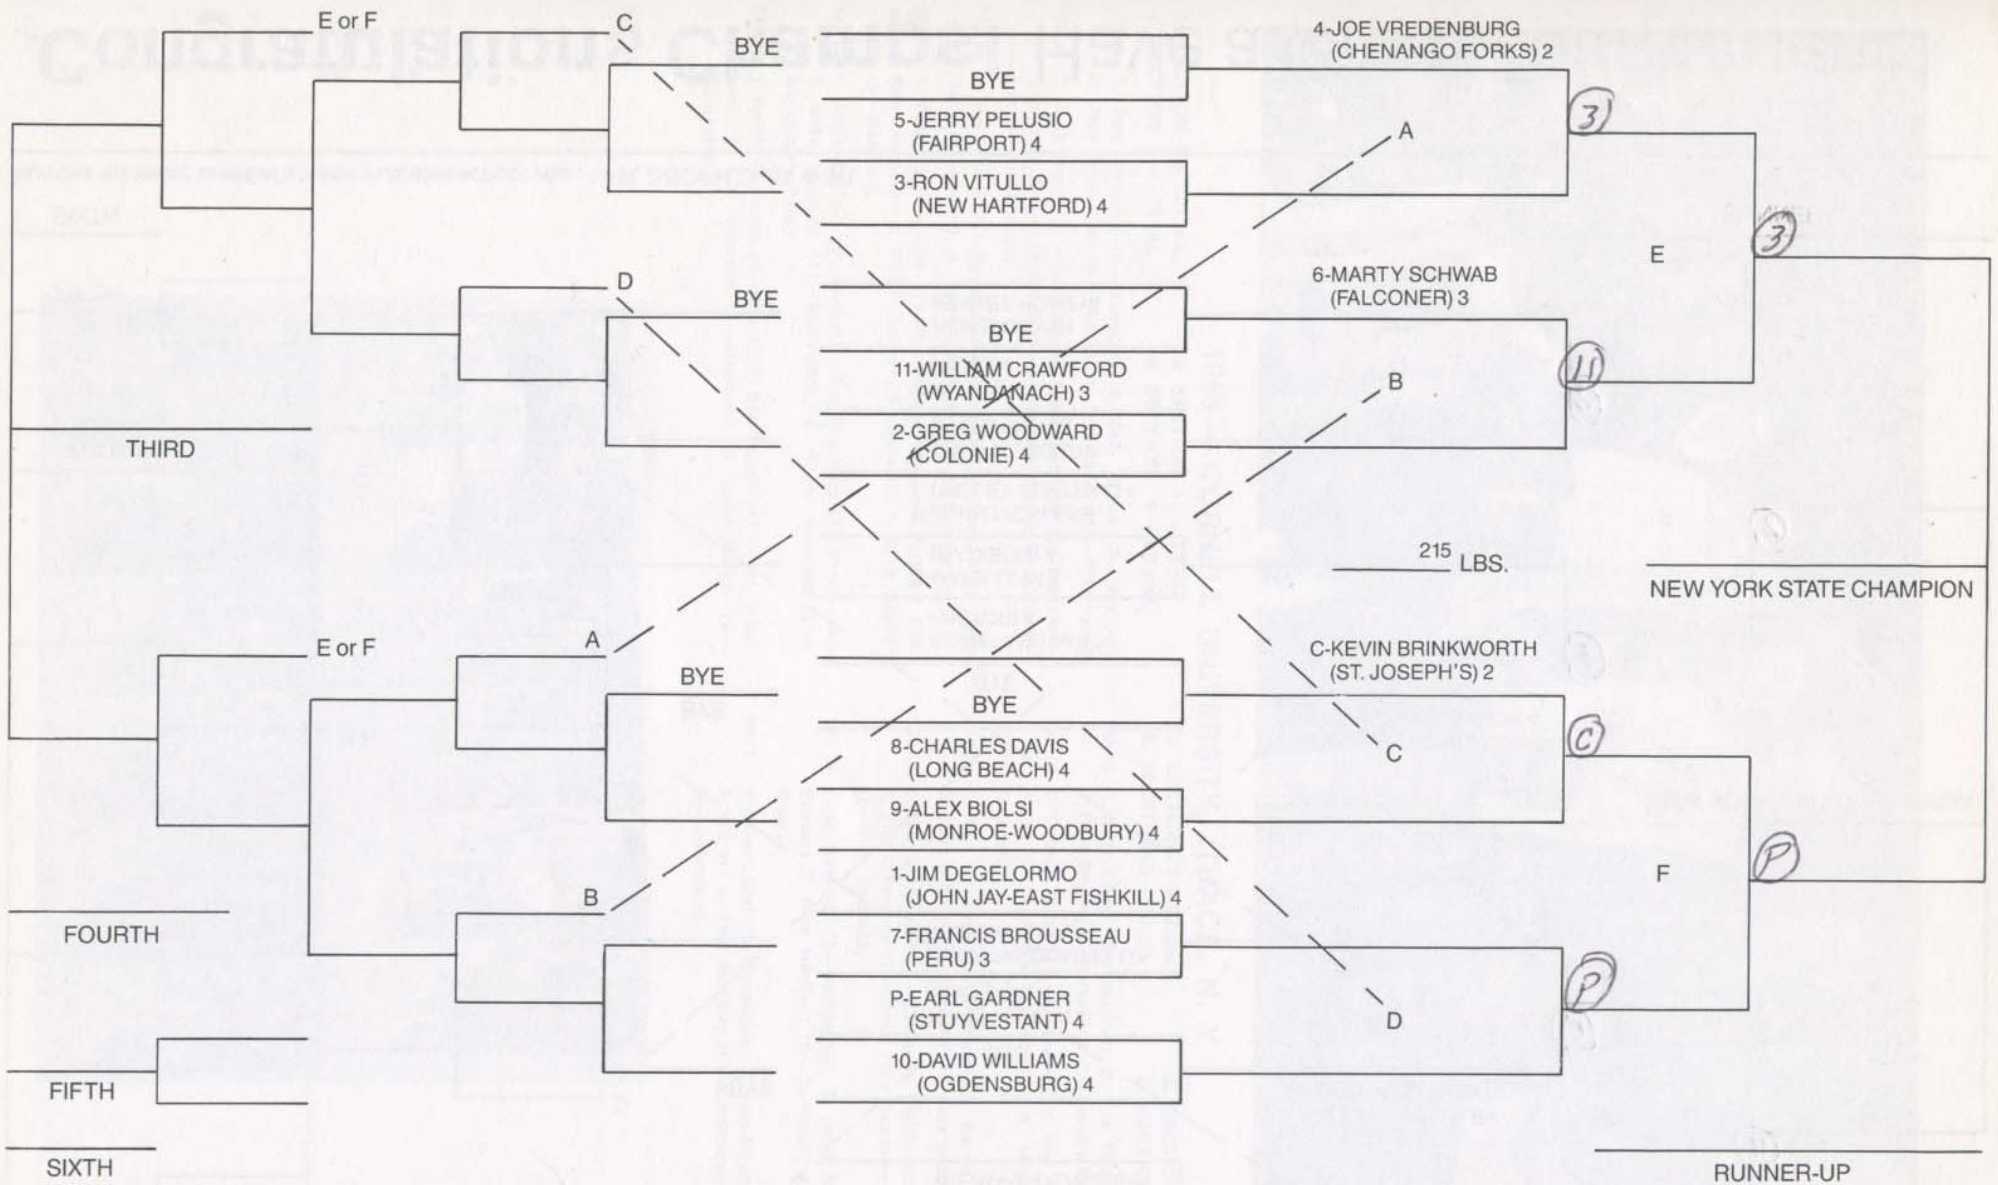 E or F
C
BYE
BYE
4-JOE VREDENBURG
(CHENANGO FORKS) 2
3
5-JERRY PELUSIO
(FAIRPORT) 4
A
3-RON VITULLO
(NEW HARTFORD) 4
3
E
D
BYE
BYE
6-MARTY SCHWAB
(FALCONER) 3
11
11-WILLIAM CRAWFORD
(WYANDANACH) 3
B
2-GREG WOODWARD
(COLONIE) 4
THIRD
215 LBS.
NEW YORK STATE CHAMPION
E or F
A
BYE
BYE
C-KEVIN BRINKWORTH
(ST. JOSEPH'S) 2
C
8-CHARLES DAVIS
(LONG BEACH) 4
C
9-ALEX BIOLSI
(MONROE-WOODBURY) 4
B
1-JIM DEGELORMO
(JOHN JAY-EAST FISHKILL) 4
F
P
FOURTH
7-FRANCIS BROUSSEAU
(PERU) 3
P
P-EARL GARDNER
(STUYVESTANT) 4
D
10-DAVID WILLIAMS
(OGDENSBURG) 4
FIFTH
SIXTH
RUNNER-UP